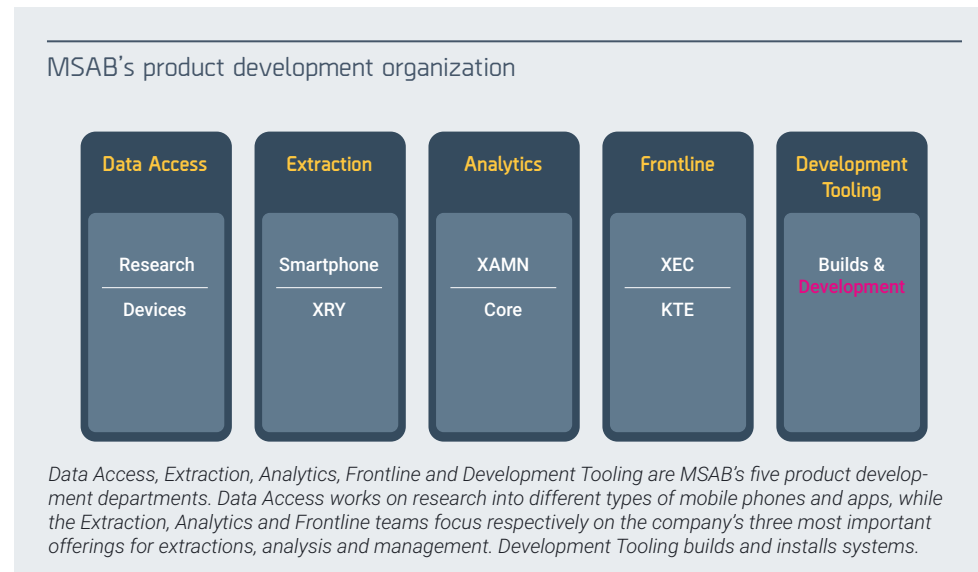 MSAB's product development organization
Data Access
Research
Devices
Extraction
Smartphone
XRY
Analytics
XAMN
Core
Frontline
XEC
KTE
Development
Tooling
Builds &
Development
Data Access, Extraction, Analytics, Frontline and Development Tooling are MSAB's five product develop-
ment departments. Data Access works on research into different types of mobile phones and apps, while
the Extraction, Analytics and Frontline teams focus respectively on the company's three most important
offerings for extractions, analysis and management. Development Tooling builds and installs systems.